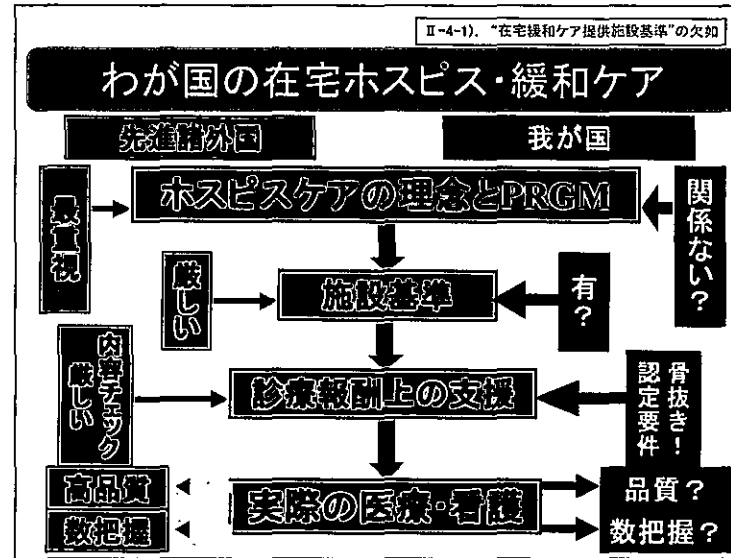 Ⅱ-4-1). “在宅緩和ケア提供施設基準”の欠如
わが国の在宅ホスピス・緩和ケア
先進諸外国
我が国
最重視
ホスピスケアの理念とPRGM
関係ない？
厳しい
施設基準
有？
内容チェック
厳しい
診療報酬上の支援
骨抜き！
認定要件
高品質
数把握
実際の医療・看護
品質？
数把握？